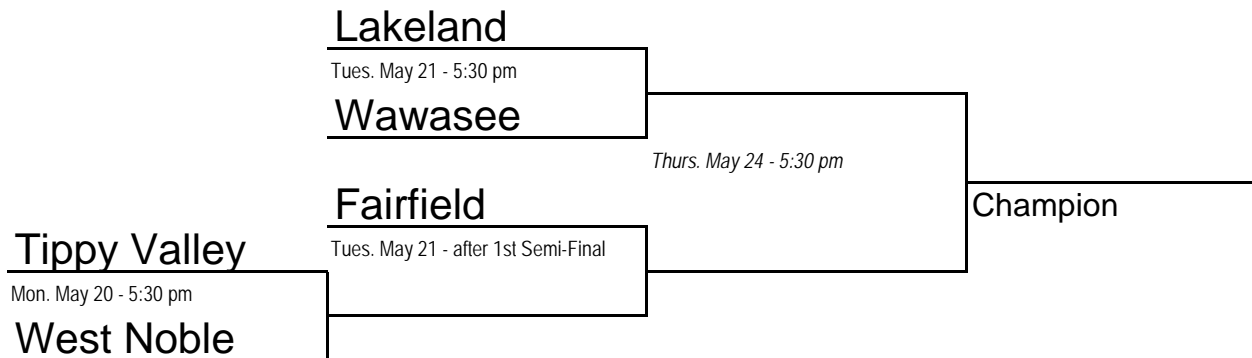 Lakeland
Tues. May 21 - 5:30 pm
Wawasee
Thurs. May 24 - 5:30 pm
Fairfield
Champion
Tippy Valley
Tues. May 21 - after 1st Semi-Final
Mon. May 20 - 5:30 pm
West Noble